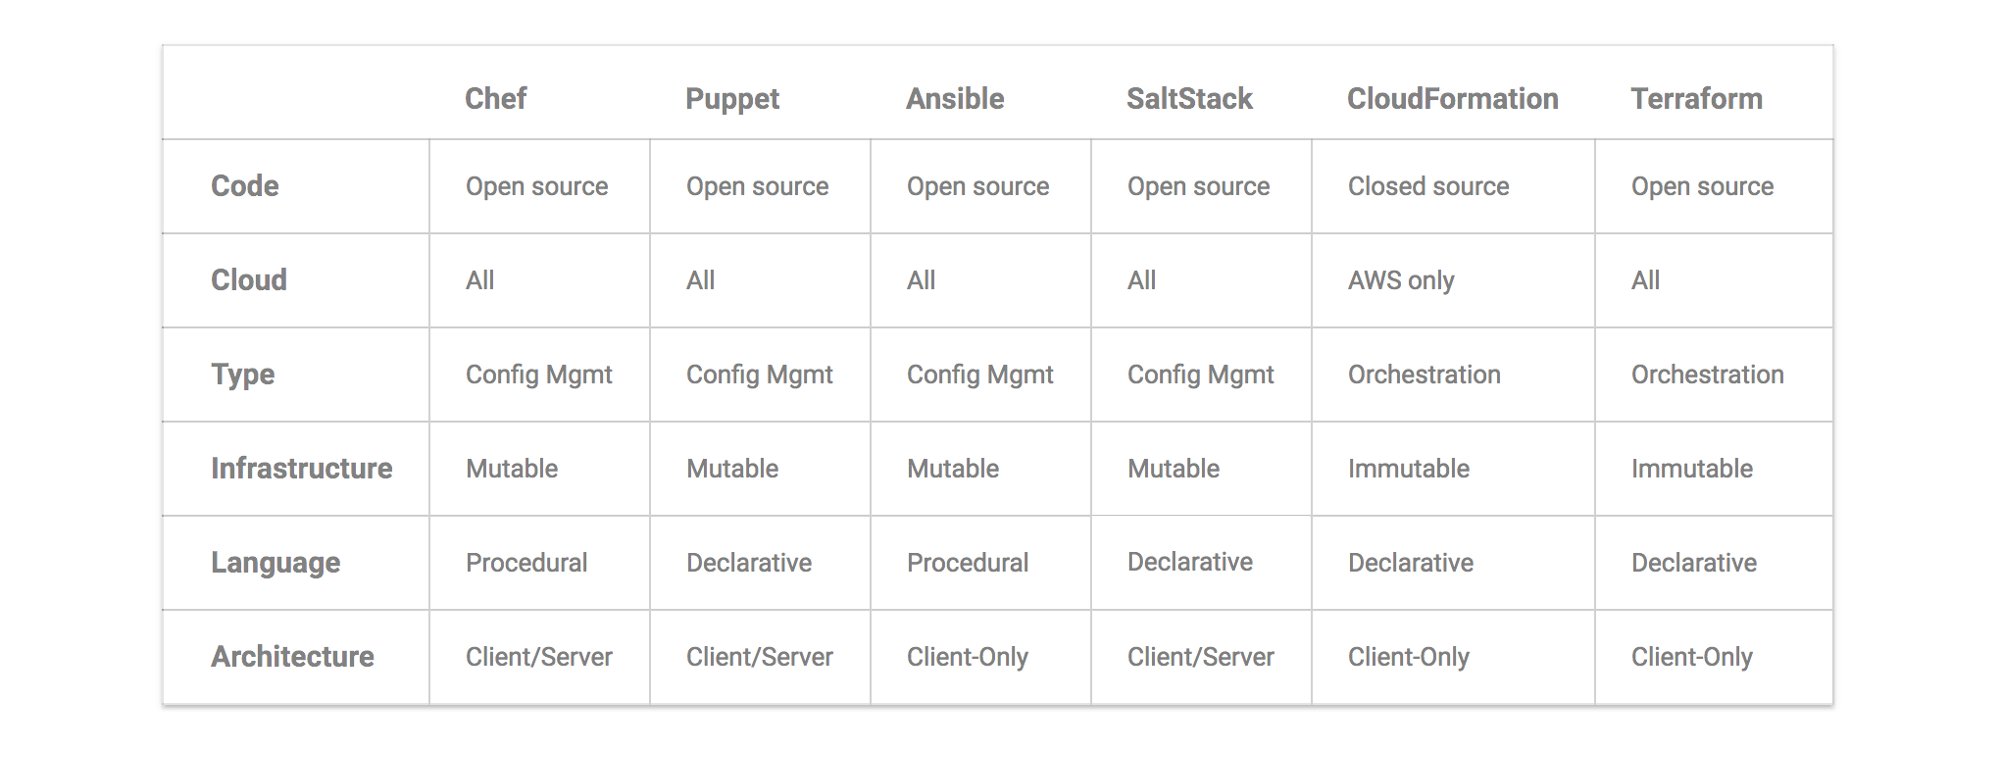 Chef Puppet Ansible SaltStack CloudFormation Terraform
Code Open source Open source Open source Open source Closed source Open source
Cloud All All All All AWS only All
Type Config Mgmt Config Mgmt Config Mgmt Config Mgmt Orchestration Orchestration
Infrastructure Mutable Mutable Mutable Mutable Immutable Immutable
Language Procedural Declarative Procedural Declarative Declarative Declarative
Architecture Client/Server Client/Server Client-Only Client/Server Client-Only Client-Only